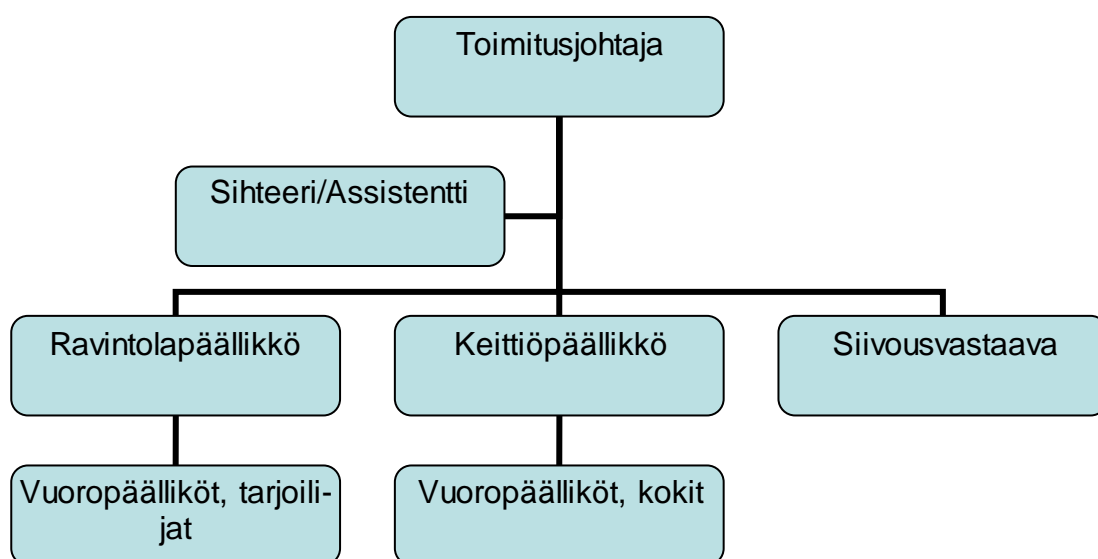 Toimitusjohtaja
Sihteeri/Assistentti
Ravintolapäällikkö
Keittiöpäällikkö
Siivousvastaava
Vuoropäälliköt, tarjoili-
jat
Vuoropäälliköt, kokit